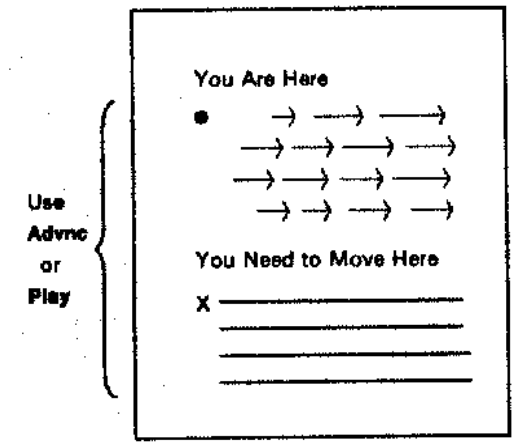 You Are Here
Use
Advnc
or
Play
You Need to Move Here
X